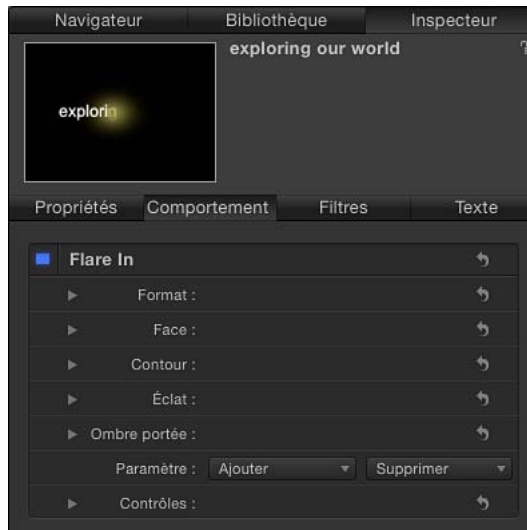 Navigateur Bibliothèque Inspecteur
exploring our world
explorin
Propriétés Comportement Filtres Texte
Flare In
Format :
Face :
Contour :
Éclat :
Ombre portée :
Paramètre : Ajouter Supprimer
Contrôles :